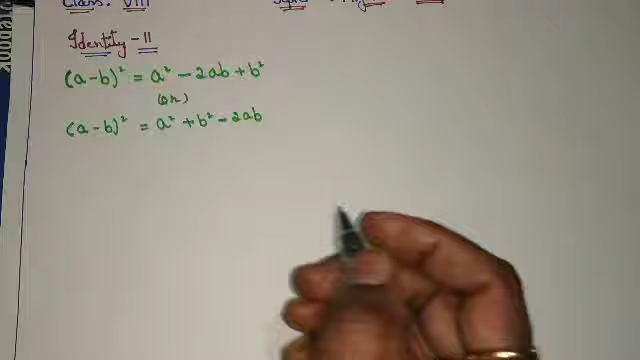 Class: VIII
Identity - II
(a-b)² = a² - 2ab + b²
(or)
(a-b)² = a² + b² - 2ab